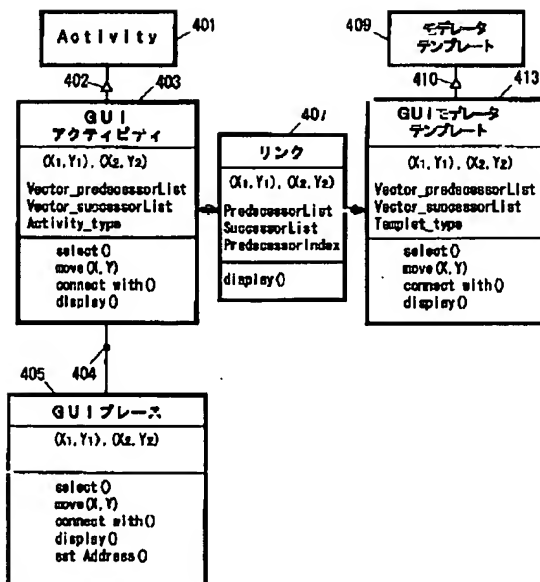 401
Activity
402
403
GUI
アクティビティ
(X1,Y1),(X2,Y2)
Vector_predecessorList
Vector_successorList
Activity_type
select()
move(X,Y)
connect with()
display()
404
405
GUIプレース
(X1,Y1),(X2,Y2)
select()
move(X,Y)
connect with()
display()
set Address()
407
リンク
(X1,Y1),(X2,Y2)
PredecessorList
SuccessorList
PredecessorIndex
display()
409
モデレータ
テンプレート
410
413
GUIモデレータ
テンプレート
(X1,Y1),(X2,Y2)
Vector_predecessorList
Vector_successorList
Templet_type
select()
move(X,Y)
connect with()
display()